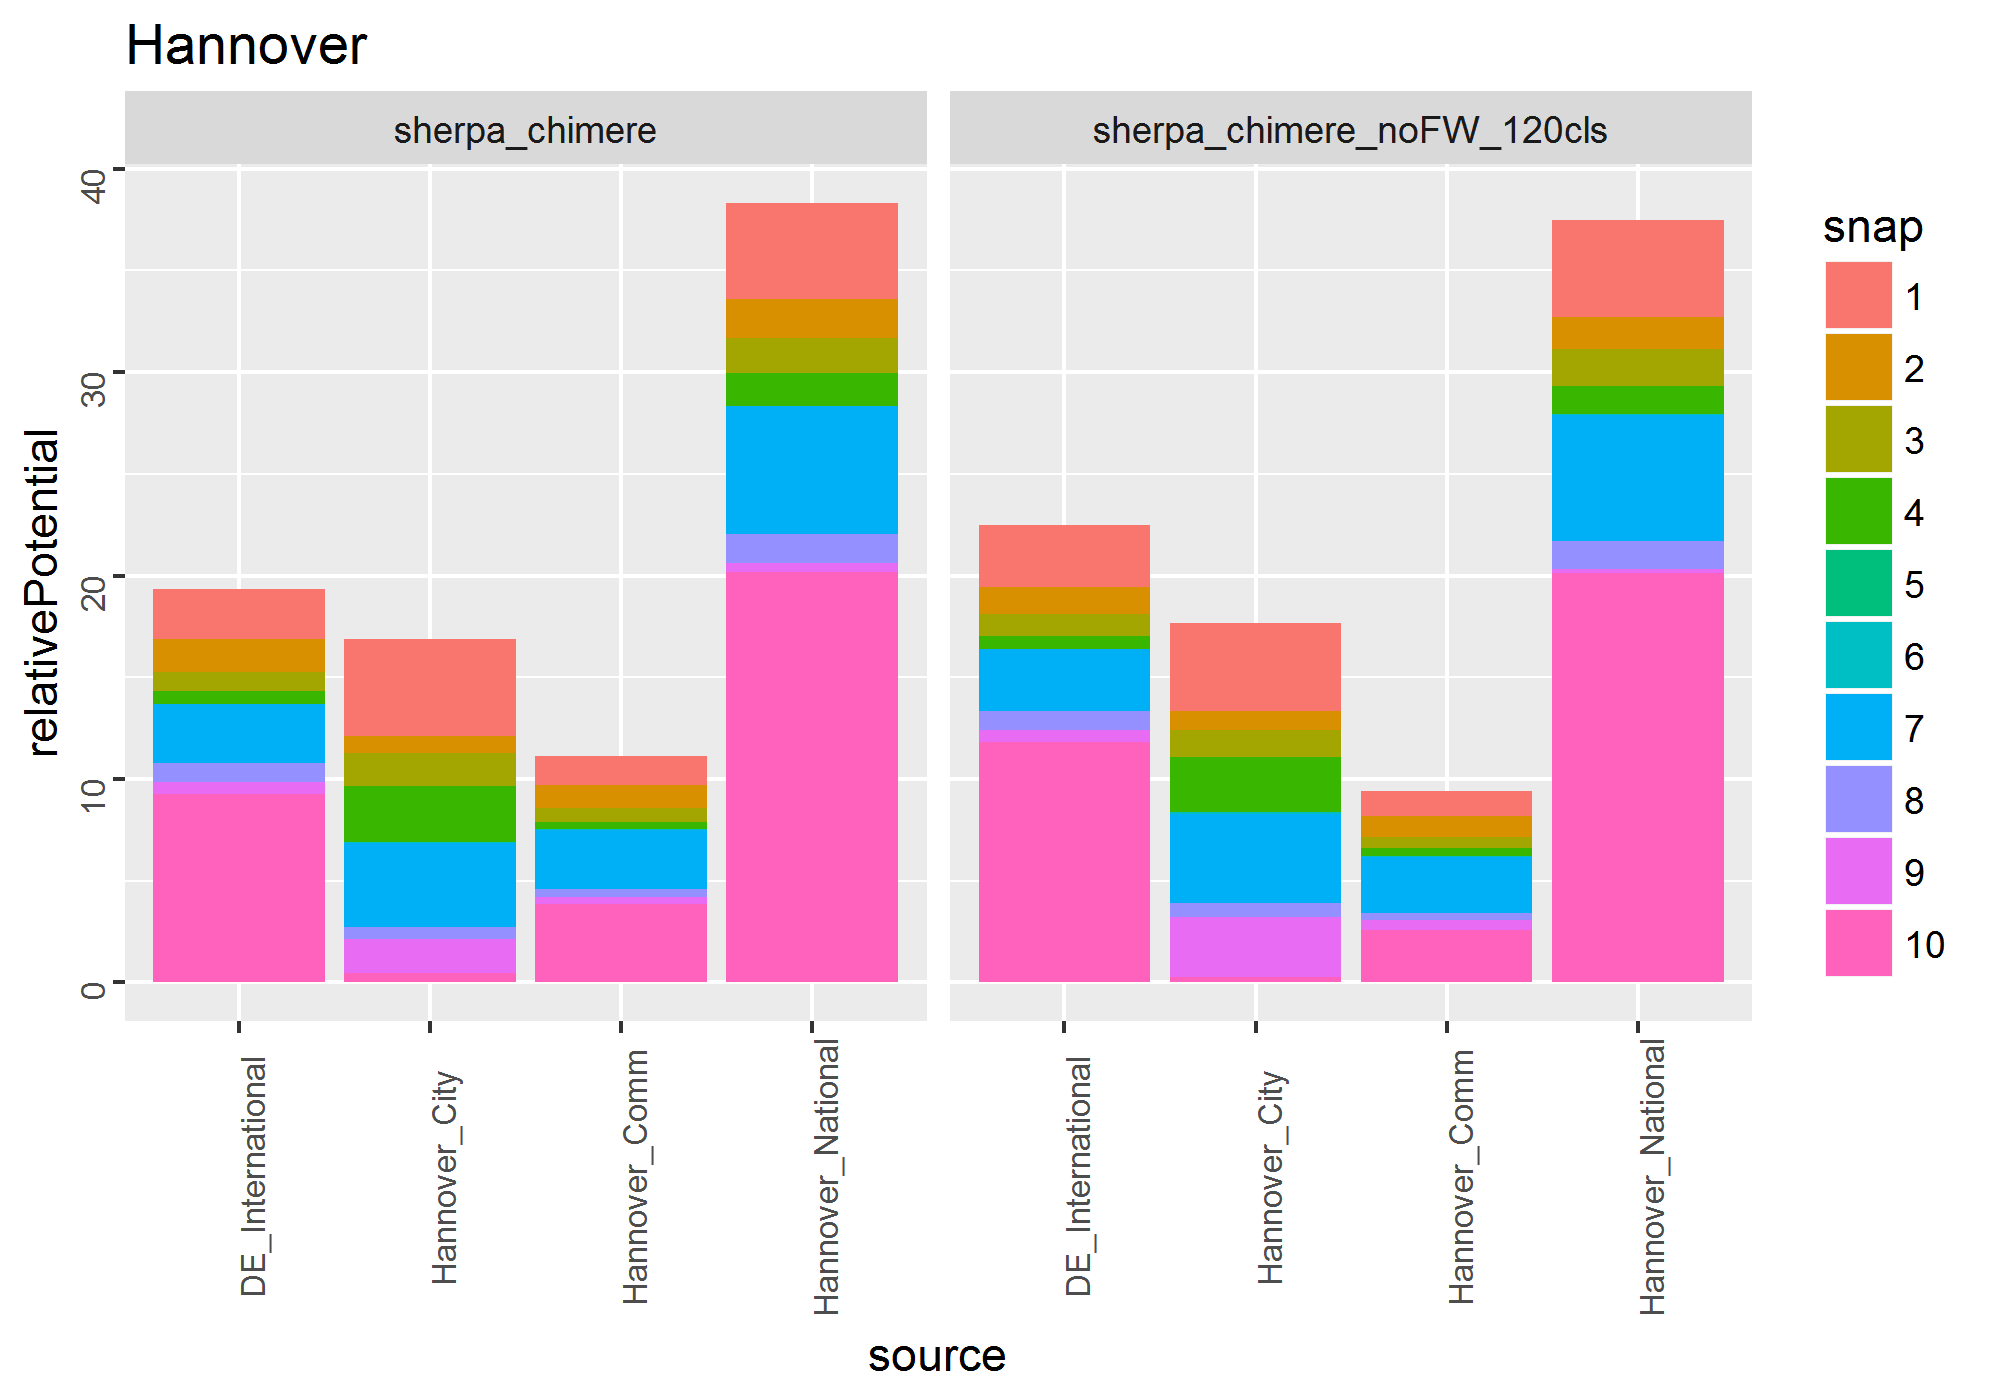 Hannover
sherpa_chimere
sherpa_chimere_noFW_120cls
relativePotential
40
30
20
10
0
DE_International
Hannover_City
Hannover_Comm
Hannover_National
DE_International
Hannover_City
Hannover_Comm
Hannover_National
source
snap
1
2
3
4
5
6
7
8
9
10